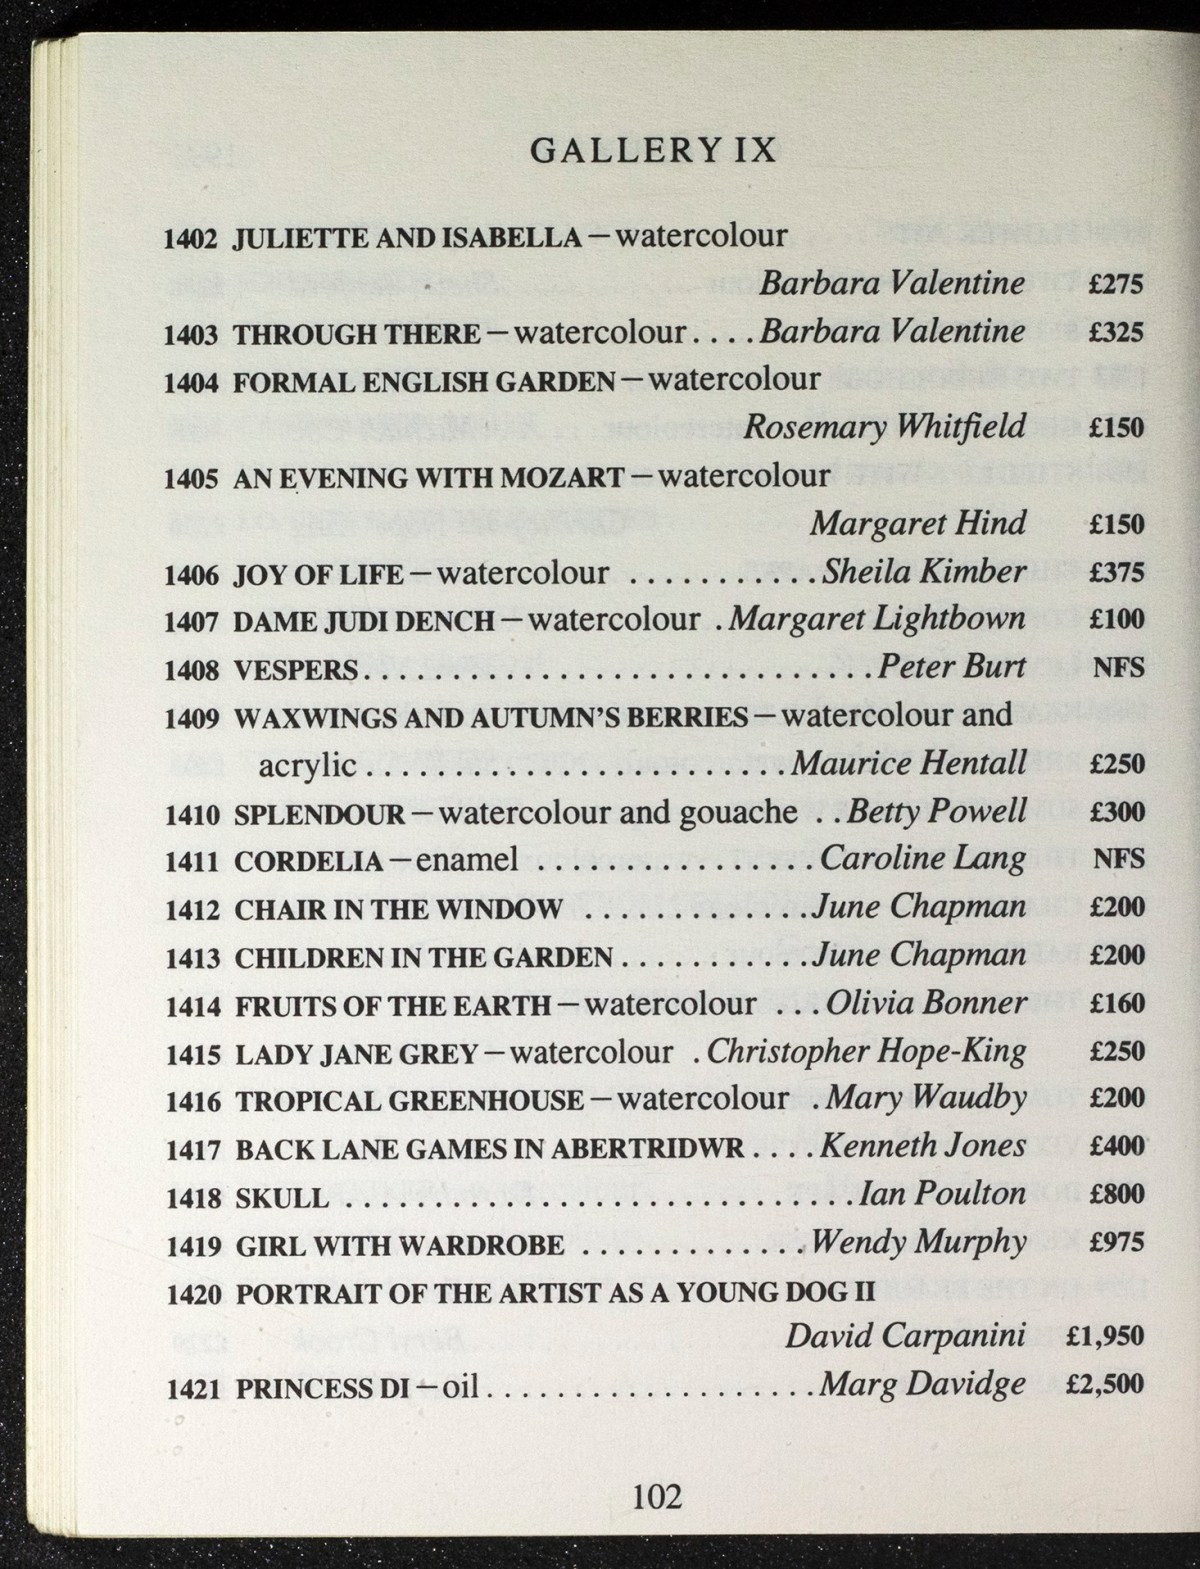 GALLERY IX
1402 JULIETTE AND ISABELLA – watercolour
Barbara Valentine £275
1403 THROUGH THERE – watercolour . . . . Barbara Valentine £325
1404 FORMAL ENGLISH GARDEN – watercolour
Rosemary Whitfield £150
1405 AN EVENING WITH MOZART – watercolour
Margaret Hind £150
1406 JOY OF LIFE – watercolour . . . . . . . . . . . Sheila Kimber £375
1407 DAME JUDI DENCH – watercolour . Margaret Lightbown £100
1408 VESPERS. . . . . . . . . . . . . . . . . . . . . . . . . . . . . . Peter Burt NFS
1409 WAXWINGS AND AUTUMN'S BERRIES – watercolour and
acrylic . . . . . . . . . . . . . . . . . . . . . . . . . Maurice Hentall £250
1410 SPLENDOUR – watercolour and gouache . . Betty Powell £300
1411 CORDELIA – enamel . . . . . . . . . . . . . . . . Caroline Lang NFS
1412 CHAIR IN THE WINDOW . . . . . . . . . . . . . June Chapman £200
1413 CHILDREN IN THE GARDEN . . . . . . . . . . . June Chapman £200
1414 FRUITS OF THE EARTH – watercolour . . . Olivia Bonner £160
1415 LADY JANE GREY – watercolour . Christopher Hope-King £250
1416 TROPICAL GREENHOUSE – watercolour . Mary Waudby £200
1417 BACK LANE GAMES IN ABERTRIDWR . . . . Kenneth Jones £400
1418 SKULL . . . . . . . . . . . . . . . . . . . . . . . . . . . . . . Ian Poulton £800
1419 GIRL WITH WARDROBE . . . . . . . . . . . . . Wendy Murphy £975
1420 PORTRAIT OF THE ARTIST AS A YOUNG DOG II
David Carpanini £1,950
1421 PRINCESS DI – oil . . . . . . . . . . . . . . . . . . . . Marg Davidge £2,500
102